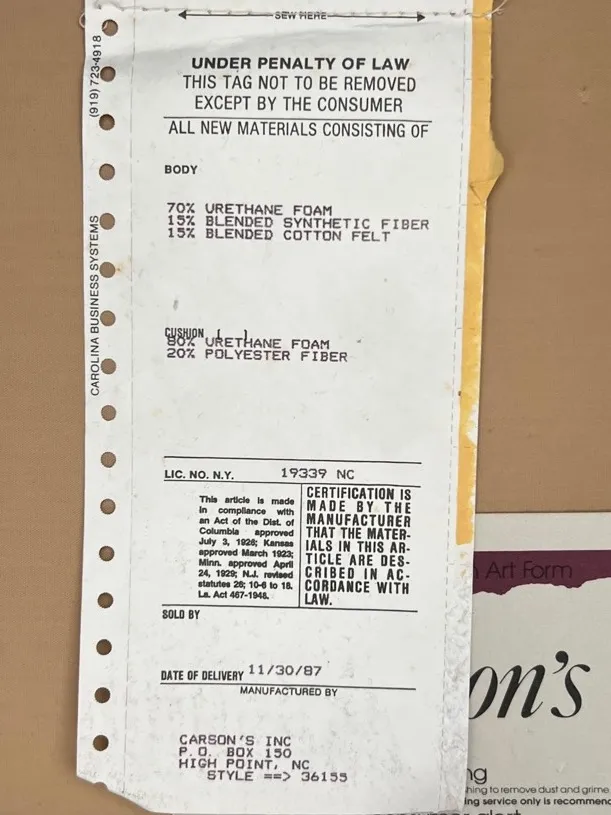 SEW HERE
(919) 723-4918
CAROLINA BUSINESS SYSTEMS
UNDER PENALTY OF LAW
THIS TAG NOT TO BE REMOVED
EXCEPT BY THE CONSUMER
ALL NEW MATERIALS CONSISTING OF
BODY
70% URETHANE FOAM
15% BLENDED SYNTHETIC FIBER
15% BLENDED COTTON FELT
CUSHION ( )
80% URETHANE FOAM
20% POLYESTER FIBER
LIC. NO. N.Y. 19339 NC
This article is made
in compliance with
an Act of the Dist. of
Columbia approved
July 3, 1926; Kansas
approved March 1923;
Minn. approved April
24, 1929; N.J. revised
statutes 26; 10-6 to 18.
La. Act 467-1948.
CERTIFICATION IS
MADE BY THE
MANUFACTURER
THAT THE MATER-
IALS IN THIS AR-
TICLE ARE DES-
CRIBED IN AC-
CORDANCE WITH
LAW.
SOLD BY
DATE OF DELIVERY 11/30/87
MANUFACTURED BY
CARSON'S INC
P.O. BOX 150
HIGH POINT, NC
STYLE ==> 36155
Art Form
on's
ng
hing to remove dust and grime
ing service only is recommen